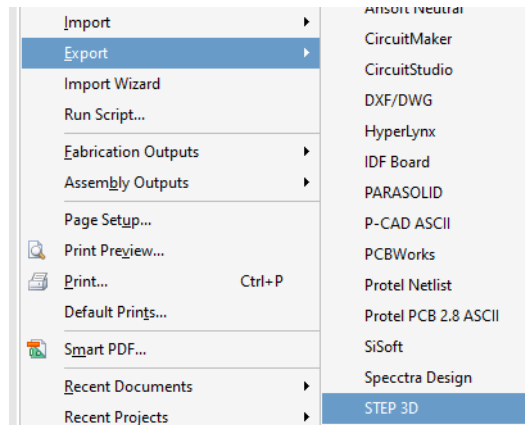 Import
Export
Import Wizard
Run Script...
Fabrication Outputs
Assembly Outputs
Page Setup...
Print Preview...
Print... Ctrl+P
Default Prints...
Smart PDF...
Recent Documents
Recent Projects
Ansoft Neutral
CircuitMaker
CircuitStudio
DXF/DWG
HyperLynx
IDF Board
PARASOLID
P-CAD ASCII
PCBWorks
Protel Netlist
Protel PCB 2.8 ASCII
SiSoft
Specctra Design
STEP 3D